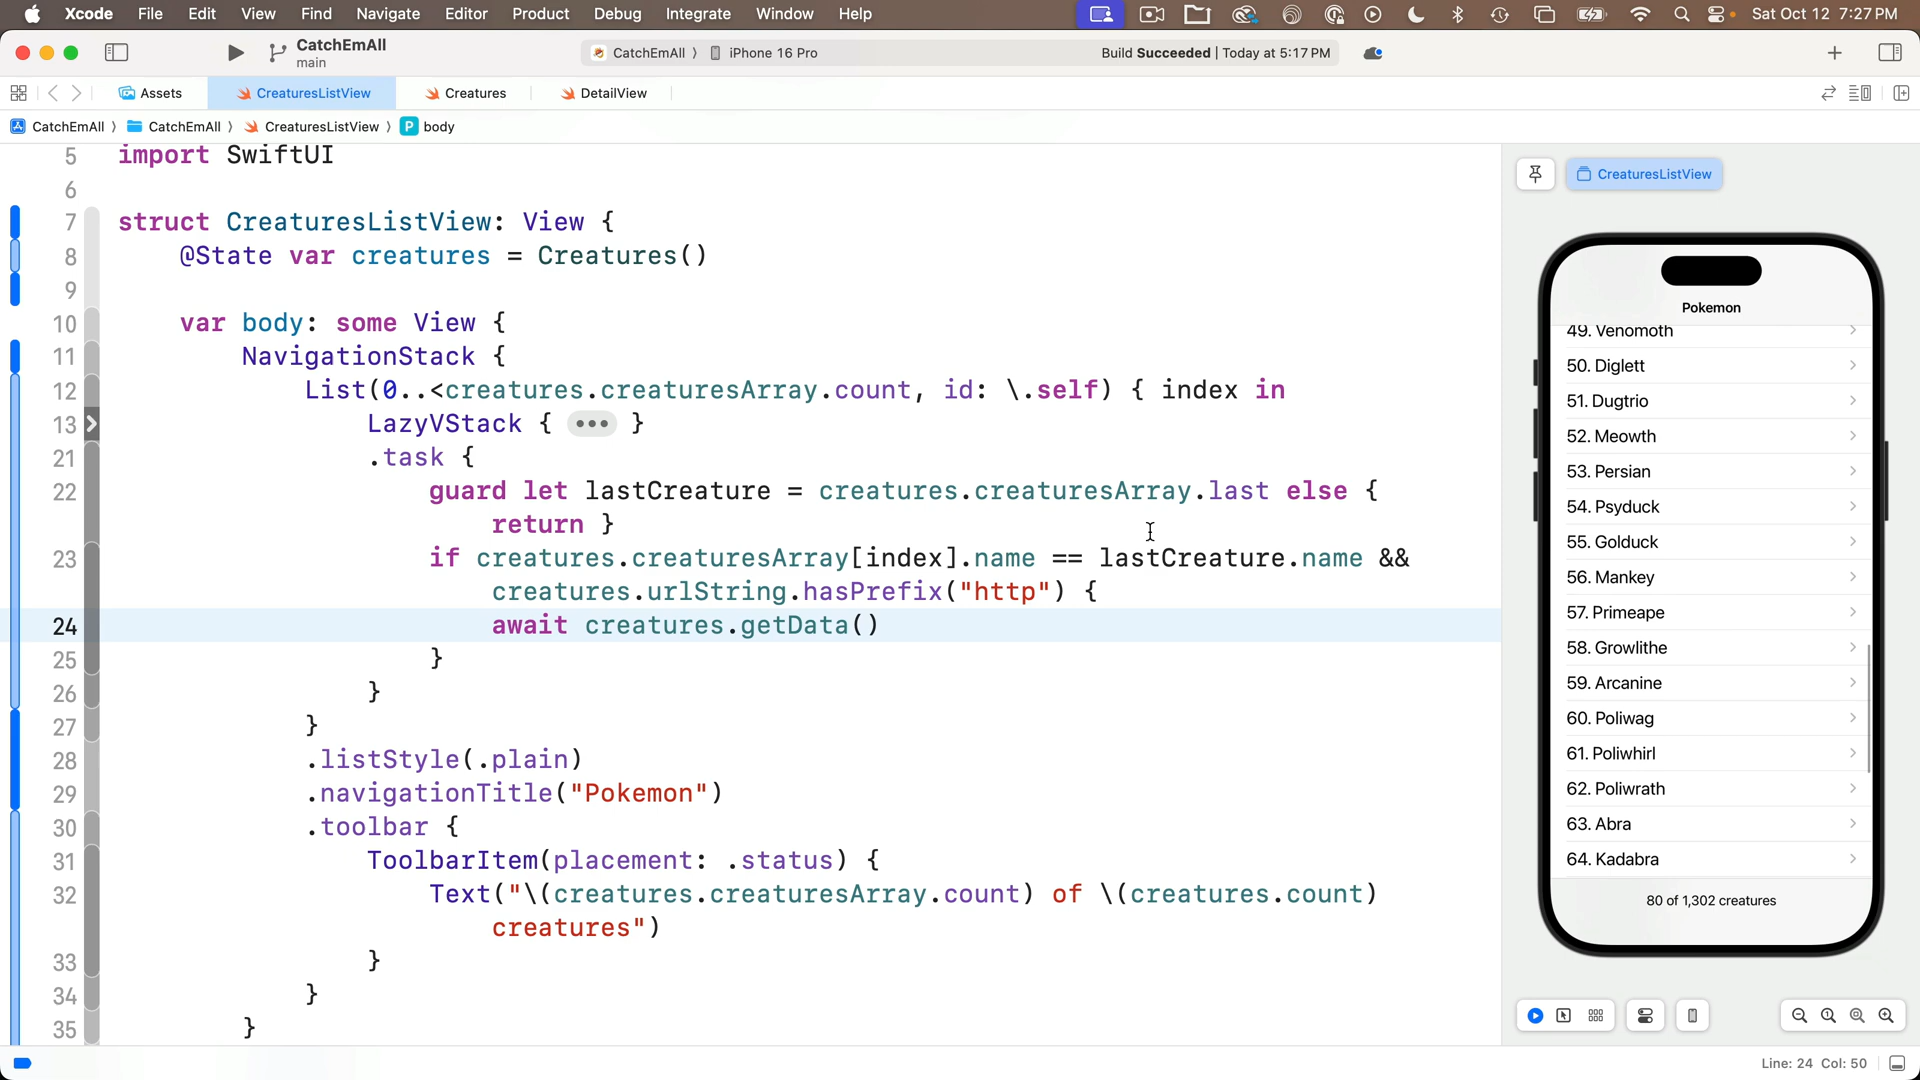 Xcode File Edit View Find Navigate Editor Product Debug Integrate Window Help Sat Oct 12 7:27 PM
CatchEmAll
main
CatchEmAll iPhone 16 Pro Build Succeeded | Today at 5:17 PM
Assets CreaturesListView Creatures DetailView
CatchEmAll CatchEmAll CreaturesListView P body
5 import SwiftUI
6
7 struct CreaturesListView: View {
8 @State var creatures = Creatures()
9
10 var body: some View {
11 NavigationStack {
12 List(0..<creatures.creaturesArray.count, id: \.self) { index in
13 LazyVStack { ••• }
21 .task {
22 guard let lastCreature = creatures.creaturesArray.last else {
return }
23 if creatures.creaturesArray[index].name == lastCreature.name &&
creatures.urlString.hasPrefix("http") {
24 await creatures.getData()
25 }
26 }
27 }
28 .listStyle(.plain)
29 .navigationTitle("Pokemon")
30 .toolbar {
31 ToolbarItem(placement: .status) {
32 Text("\(creatures.creaturesArray.count) of \(creatures.count)
creatures")
33 }
34 }
35 }
CreaturesListView
Pokemon
49. Venomoth
50. Diglett
51. Dugtrio
52. Meowth
53. Persian
54. Psyduck
55. Golduck
56. Mankey
57. Primeape
58. Growlithe
59. Arcanine
60. Poliwag
61. Poliwhirl
62. Poliwrath
63. Abra
64. Kadabra
80 of 1,302 creatures
Line: 24 Col: 50